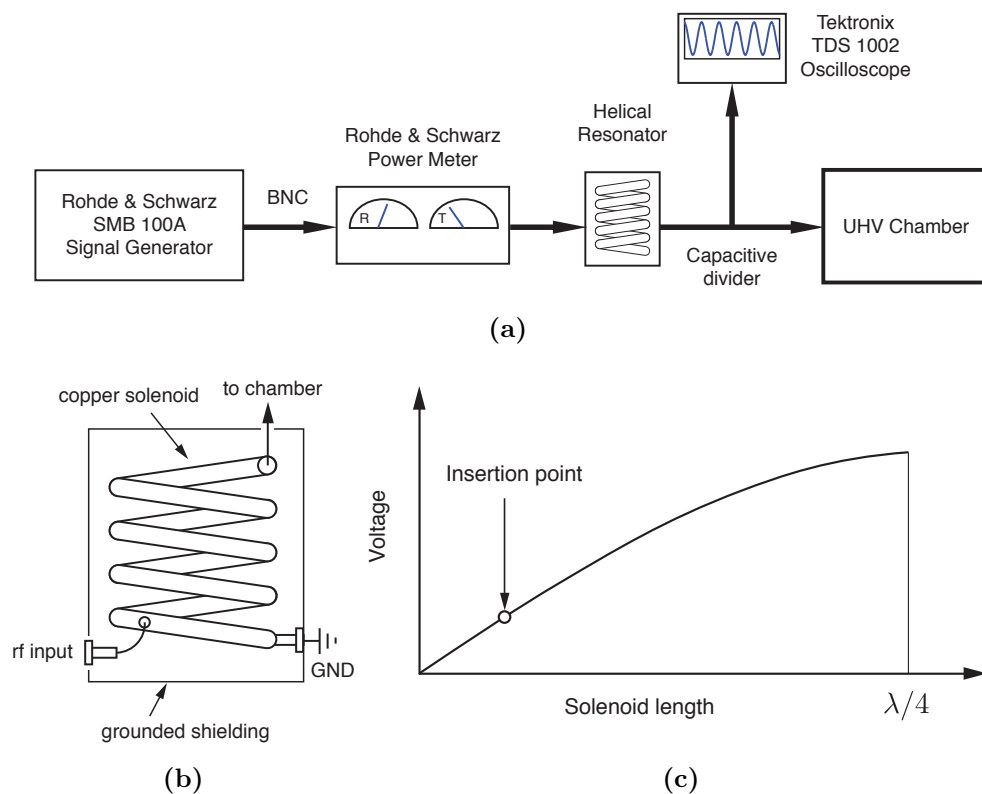 Tektronix
TDS 1002
Oscilloscope
Helical
Resonator
Rohde & Schwarz
Power Meter
Rohde & Schwarz
SMB 100A
Signal Generator
BNC
R
T
UHV Chamber
Capacitive
divider
(a)
copper solenoid
to chamber
rf input
GND
grounded shielding
(b)
Insertion point
Voltage
Solenoid length
λ/4
(c)